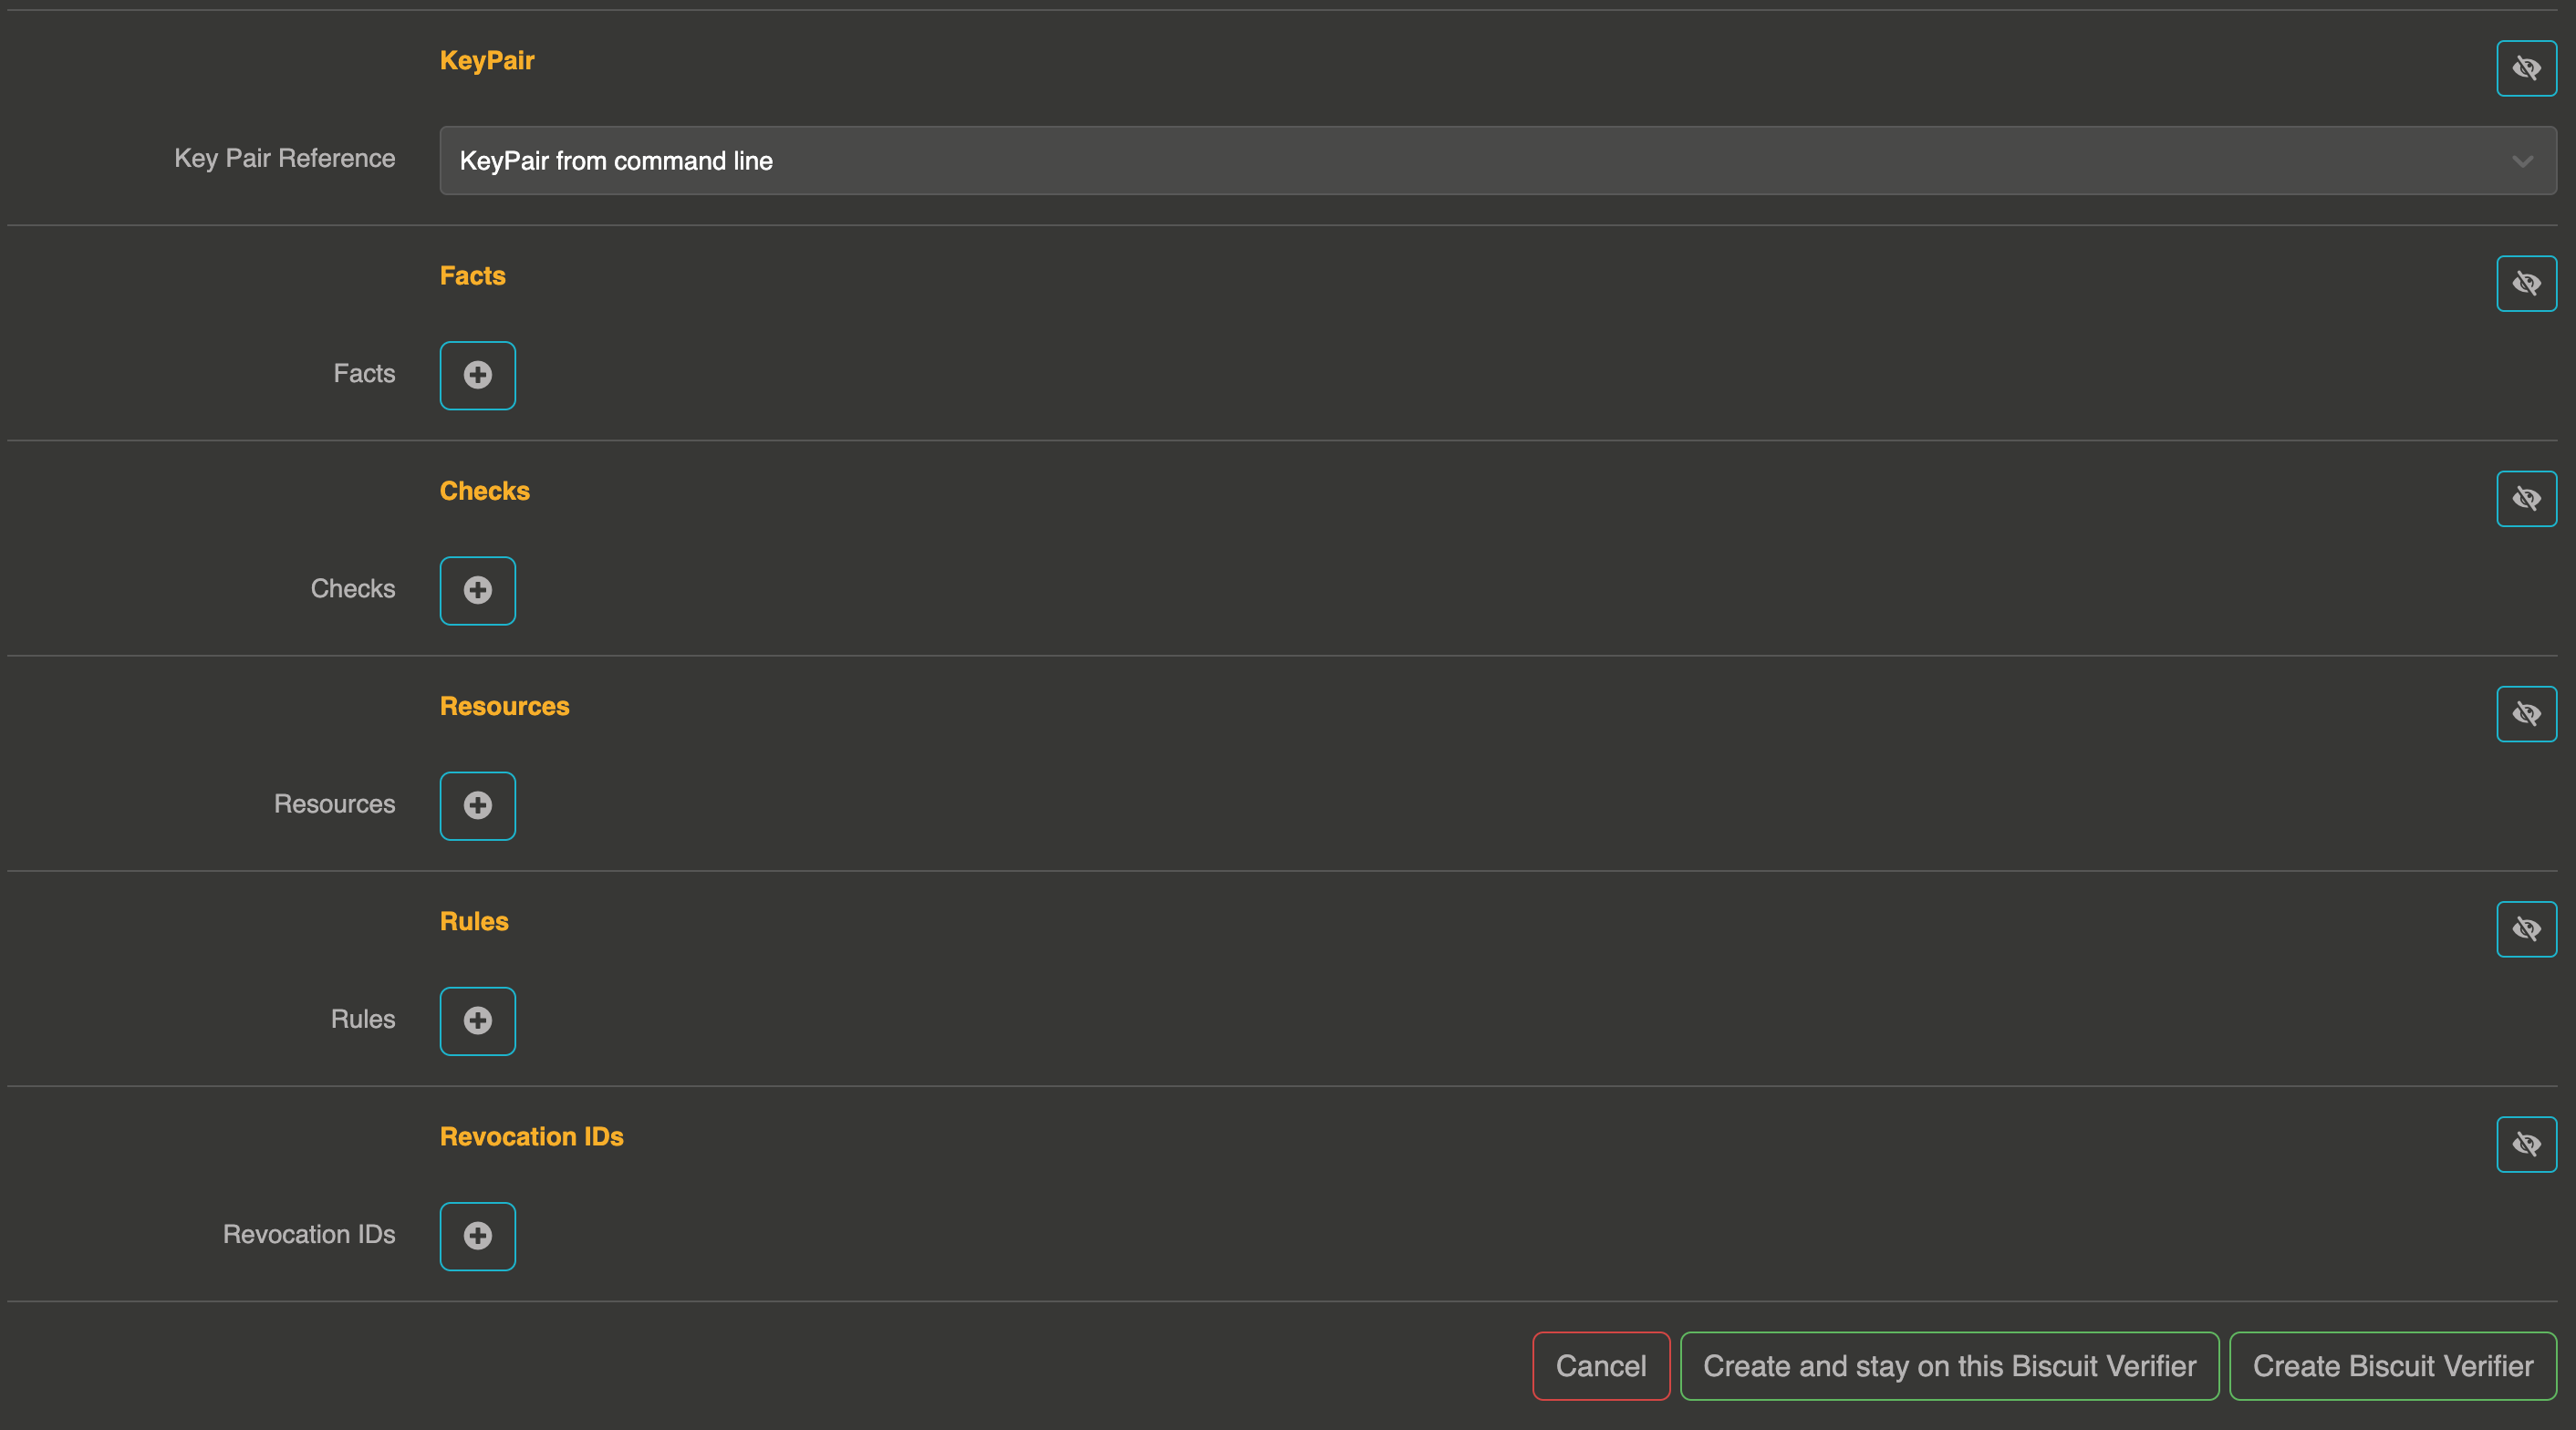 KeyPair
Key Pair Reference
KeyPair from command line
Facts
Facts
Checks
Checks
Resources
Resources
Rules
Rules
Revocation IDs
Revocation IDs
Cancel
Create and stay on this Biscuit Verifier
Create Biscuit Verifier